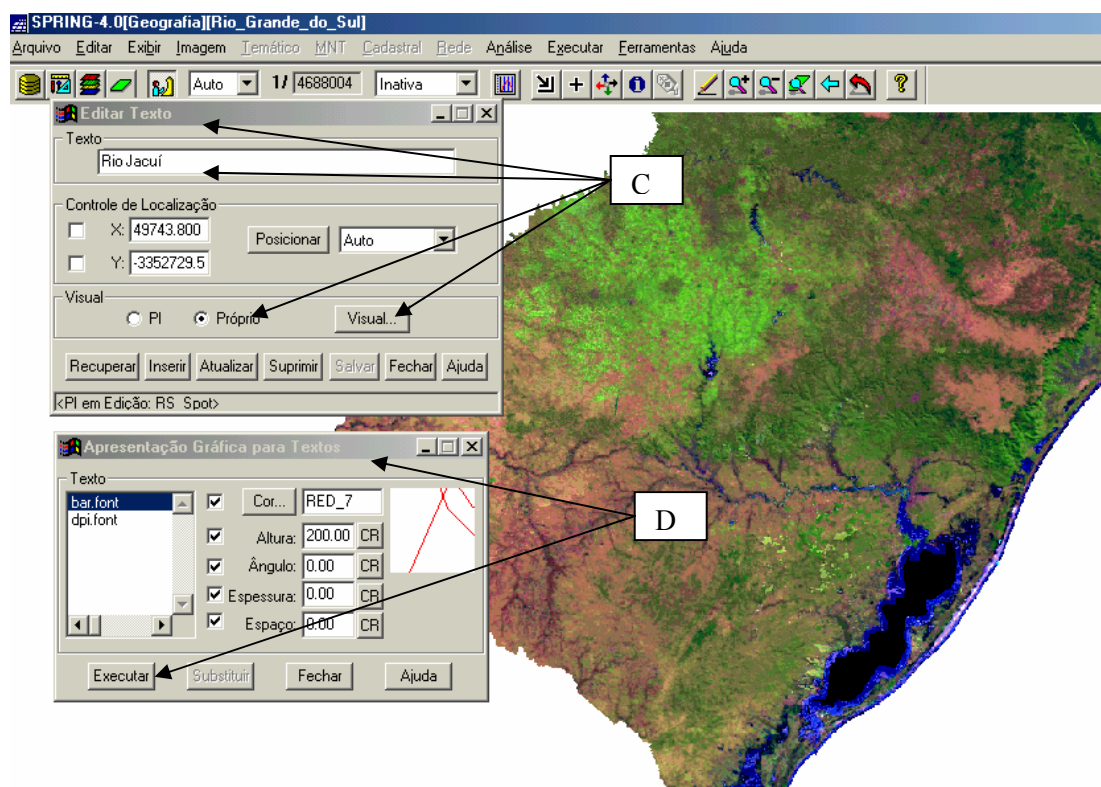 SPRING-4.0[Geografia][Rio_Grande_do_Sul]
Arquivo Editar Exibir Imagem Temático MNT Cadastral Rede Análise Executar Ferramentas Ajuda
Auto 1/ 4688004 Inativa
Editar Texto
Texto
Rio Jacuí
C
Controle de Localização
X: 49743.800
Posicionar Auto
Y: -3352729.5
Visual
PI Próprio Visual...
Recuperar Inserir Atualizar Suprimir Salvar Fechar Ajuda
<PI em Edição: RS_Spot>
Apresentação Gráfica para Textos
Texto
bar.font
dpi.font
Cor... RED_7
Altura: 200.00 CR
Ângulo: 0.00 CR
Espessura: 0.00 CR
Espaço: 0.00 CR
D
Executar Substituir Fechar Ajuda